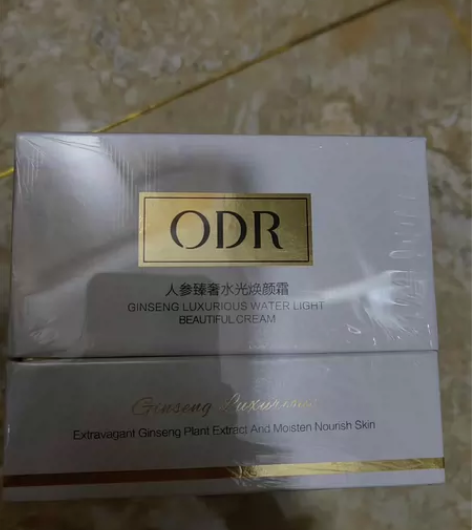 ODR
人参臻奢水光焕颜霜
GINSENG LUXURIOUS WATER LIGHT
BEAUTIFUL CREAM
Ginseng Luxurious
Extravagant Ginseng Plant Extract And Moisten Nourish Skin